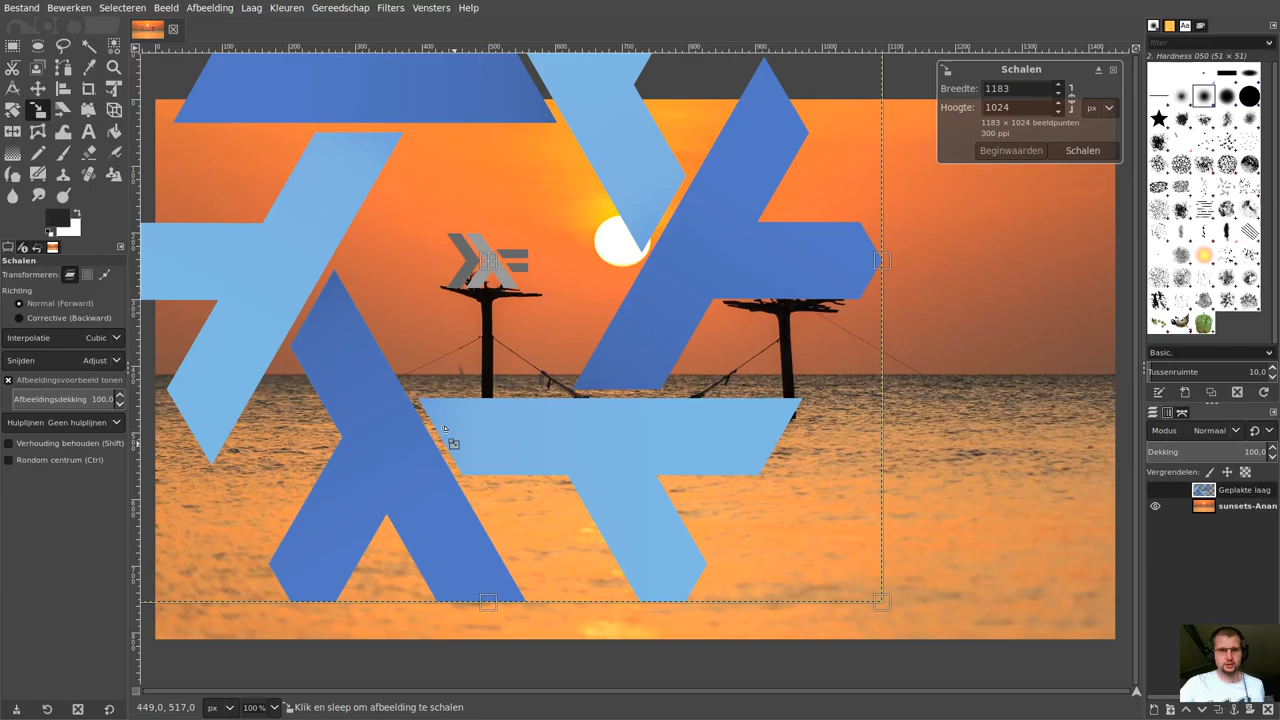 Bestand Bewerken Selecteren Beeld Afbeelding Laag Kleuren Gereedschap Filters Vensters Help
filter
2. Hardness 050 (51 × 51)
Schalen
Breedte: 1183
Hoogte: 1024 px
1183 × 1024 beeldpunten
300 ppi
Beginwaarden Schalen
Schalen
Transformeren:
Richting
Normal (Forward)
Corrective (Backward)
Interpolatie Cubic
Snijden Adjust
Afbeeldingsvoorbeeld tonen
Afbeeldingsdekking 100,0
Hulplijnen Geen hulplijnen
Verhouding behouden (Shift)
Rondom centrum (Ctrl)
Basic,
Tussenruimte 10,0
Modus Normaal
Dekking 100,0
Vergrendelen:
Geplakte laag
sunsets-Anan
449,0, 517,0 px 100 % Klik en sleep om afbeelding te schalen